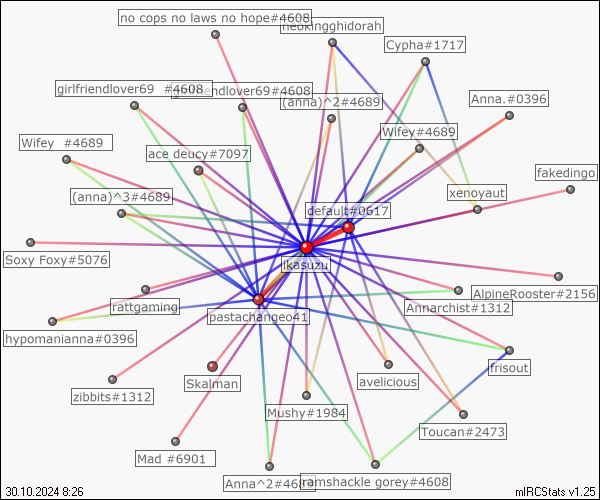 no cops no laws no hope#4608
neokingghidorah
Cypha#1717
girlfriendlover69 #4608
girlfriendlover69#4608
(anna)^2#4689
Anna.#0396
Wifey #4689
ace deucy#7097
Wifey#4689
fakedingo
(anna)^3#4689
default#0617
xenoyaut
Soxy Foxy#5076
ikasuzu
rattgaming
pastachangeo41
Annarchist#1312
AlpineRooster#2156
hypomanianna#0396
frisout
zibbits#1312
Skalman
avelicious
Mushy#1984
Toucan#2473
Mad #6901
Anna^2#4689
ramshackle gorey#4608
30.10.2024 8:26
mIRCStats v1.25